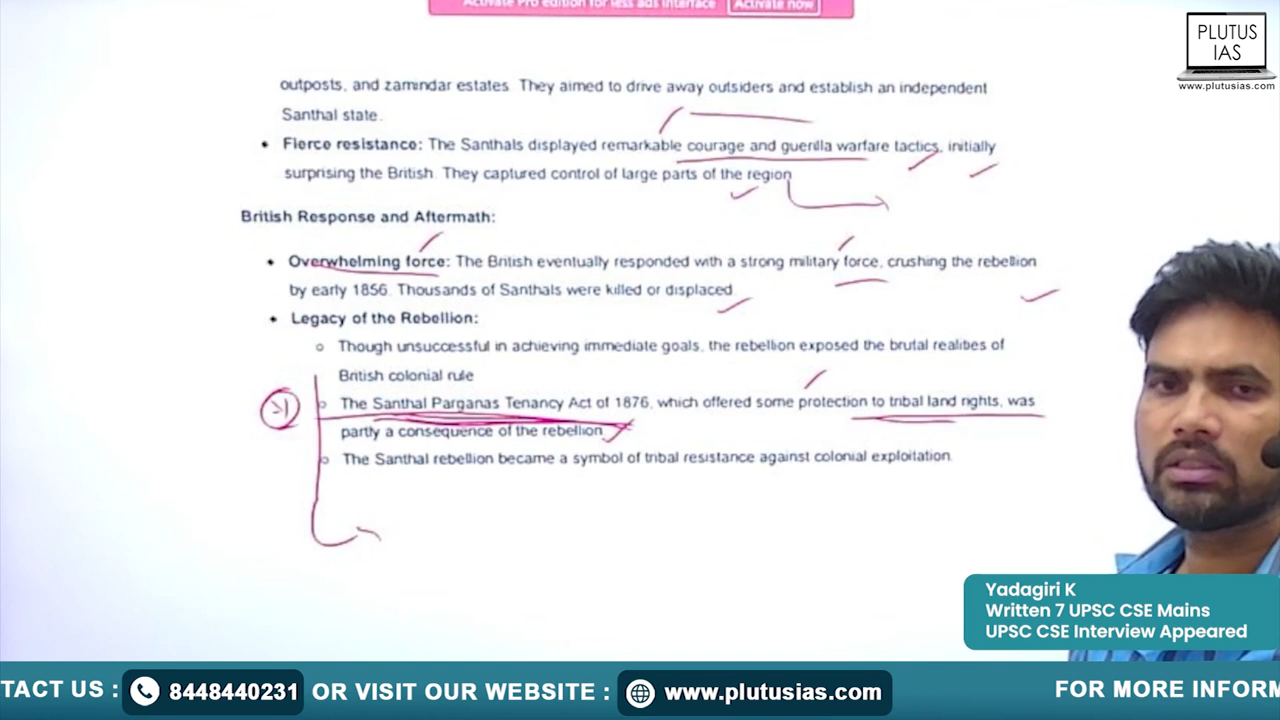 Activate Pro edition for less ads interface Activate now
PLUTUS
IAS
www.plutusias.com
outposts, and zamindar estates. They aimed to drive away outsiders and establish an independent
Santhal state.
• Fierce resistance: The Santhals displayed remarkable courage and guerilla warfare tactics, initially
surprising the British. They captured control of large parts of the region
British Response and Aftermath:
• Overwhelming force: The British eventually responded with a strong military force, crushing the rebellion
by early 1856. Thousands of Santhals were killed or displaced.
• Legacy of the Rebellion:
○ Though unsuccessful in achieving immediate goals, the rebellion exposed the brutal realities of
British colonial rule
○ The Santhal Parganas Tenancy Act of 1876, which offered some protection to tribal land rights, was
partly a consequence of the rebellion
○ The Santhal rebellion became a symbol of tribal resistance against colonial exploitation.
Yadagiri K
Written 7 UPSC CSE Mains
UPSC CSE Interview Appeared
TACT US : 8448440231 OR VISIT OUR WEBSITE : www.plutusias.com FOR MORE INFORM